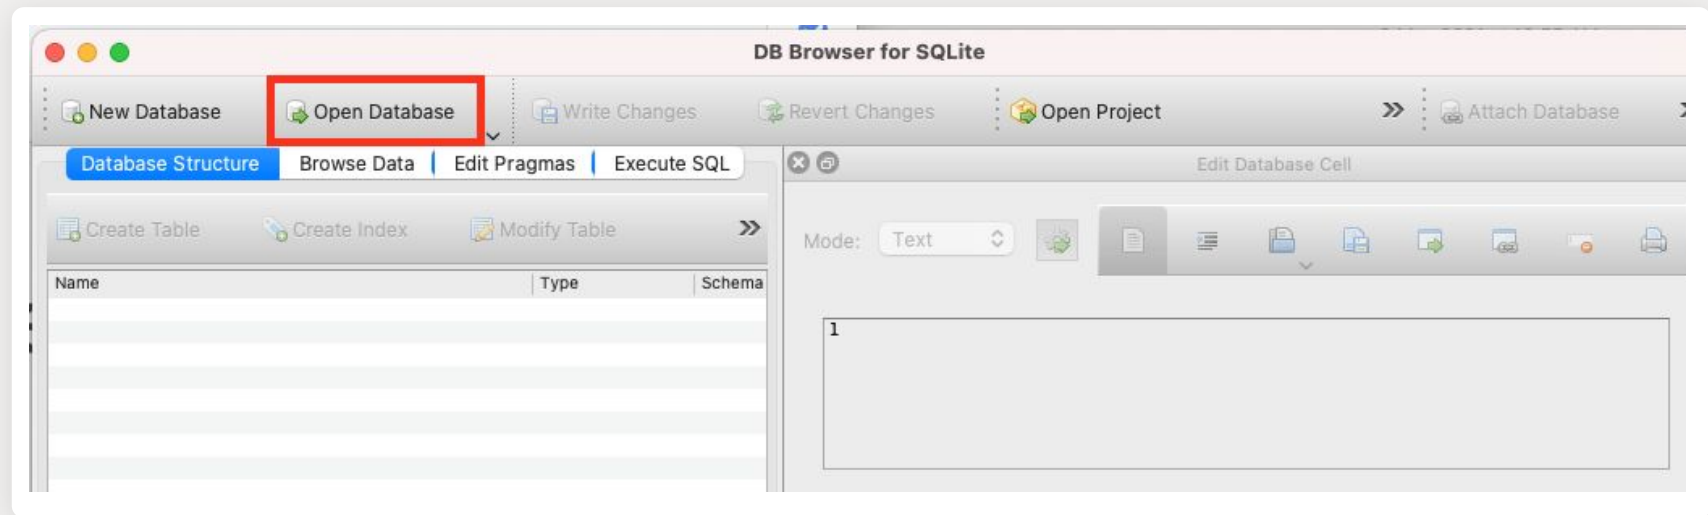 DB Browser for SQLite
New Database Open Database Write Changes Revert Changes Open Project Attach Database
Database Structure Browse Data Edit Pragmas Execute SQL
Edit Database Cell
Create Table Create Index Modify Table
Mode: Text
Name Type Schema
1